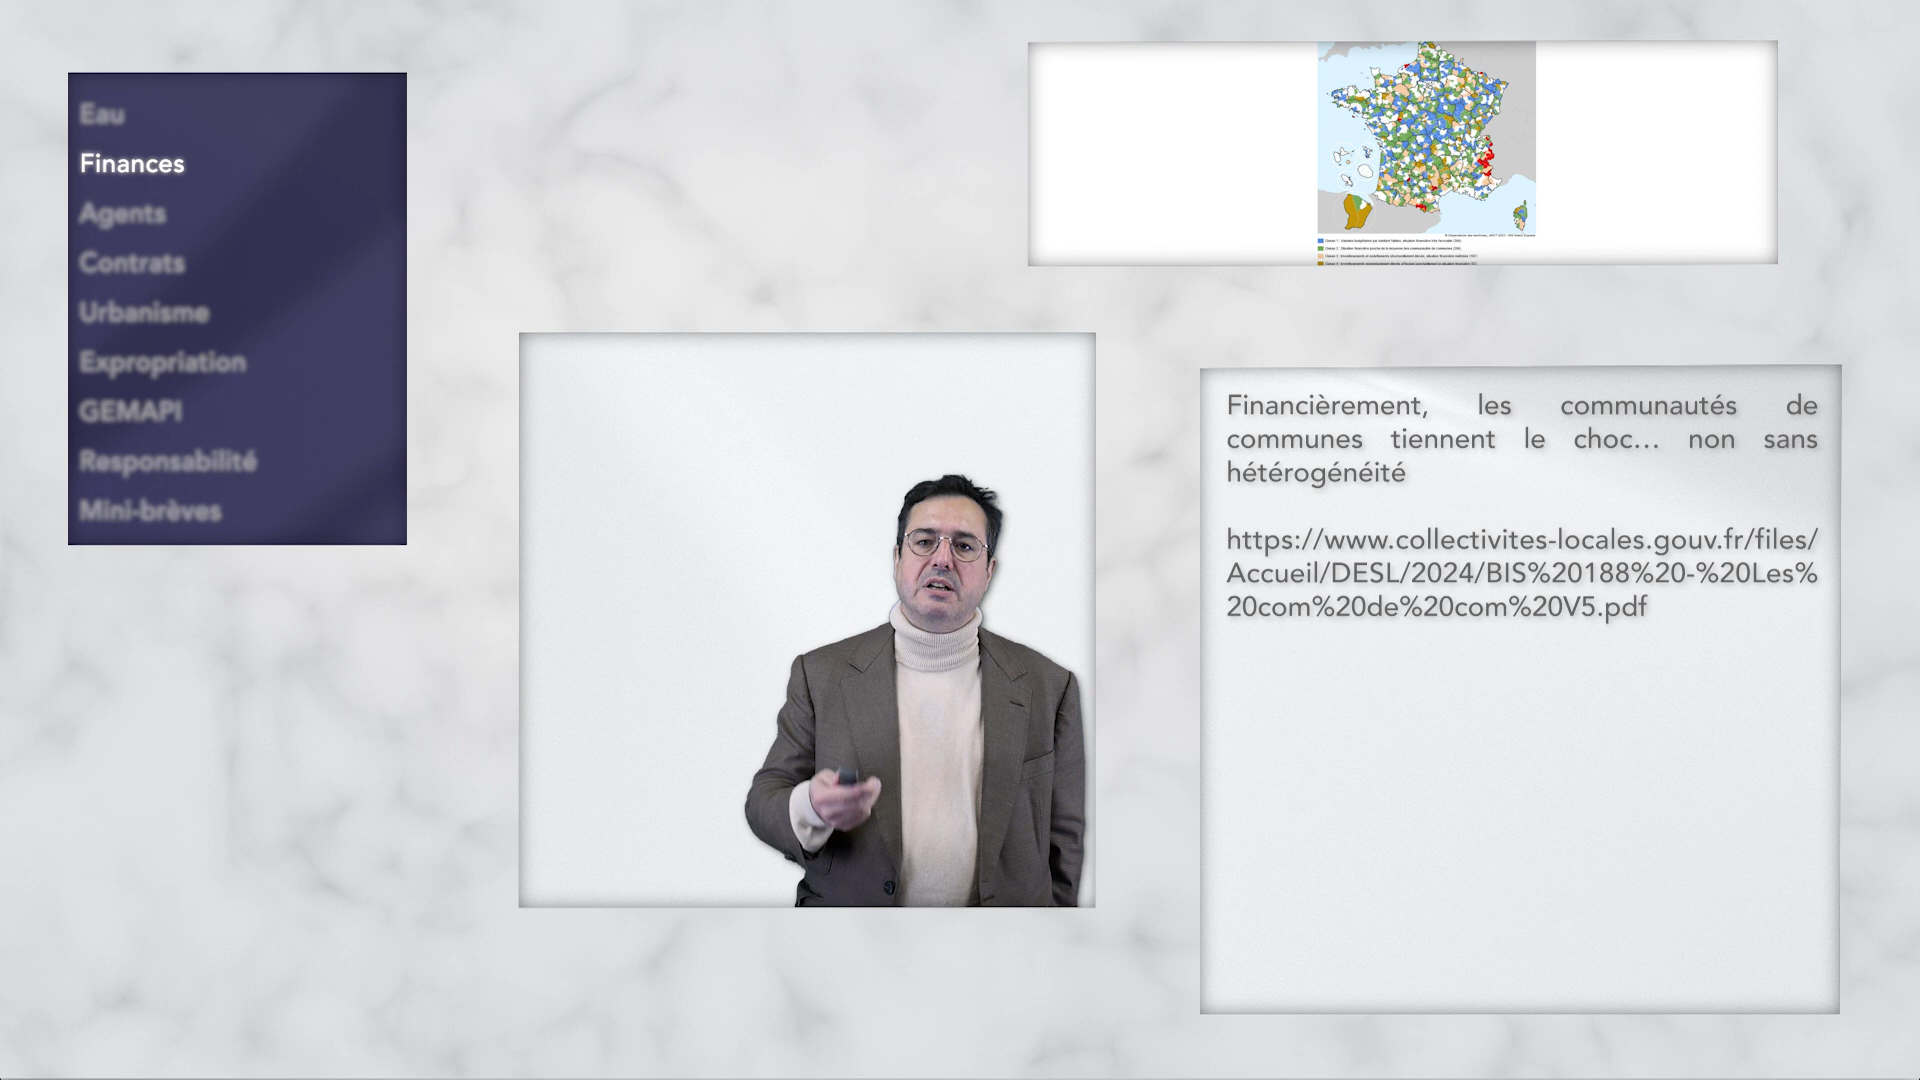 Eau
Finances
Agents
Contrats
Urbanisme
Expropriation
GEMAPI
Responsabilité
Mini-brèves
Financièrement, les communautés de
communes tiennent le choc… non sans
hétérogénéité
https://www.collectivites-locales.gouv.fr/files/
Accueil/DESL/2024/BIS%20188%20-%20Les%
20com%20de%20com%20V5.pdf